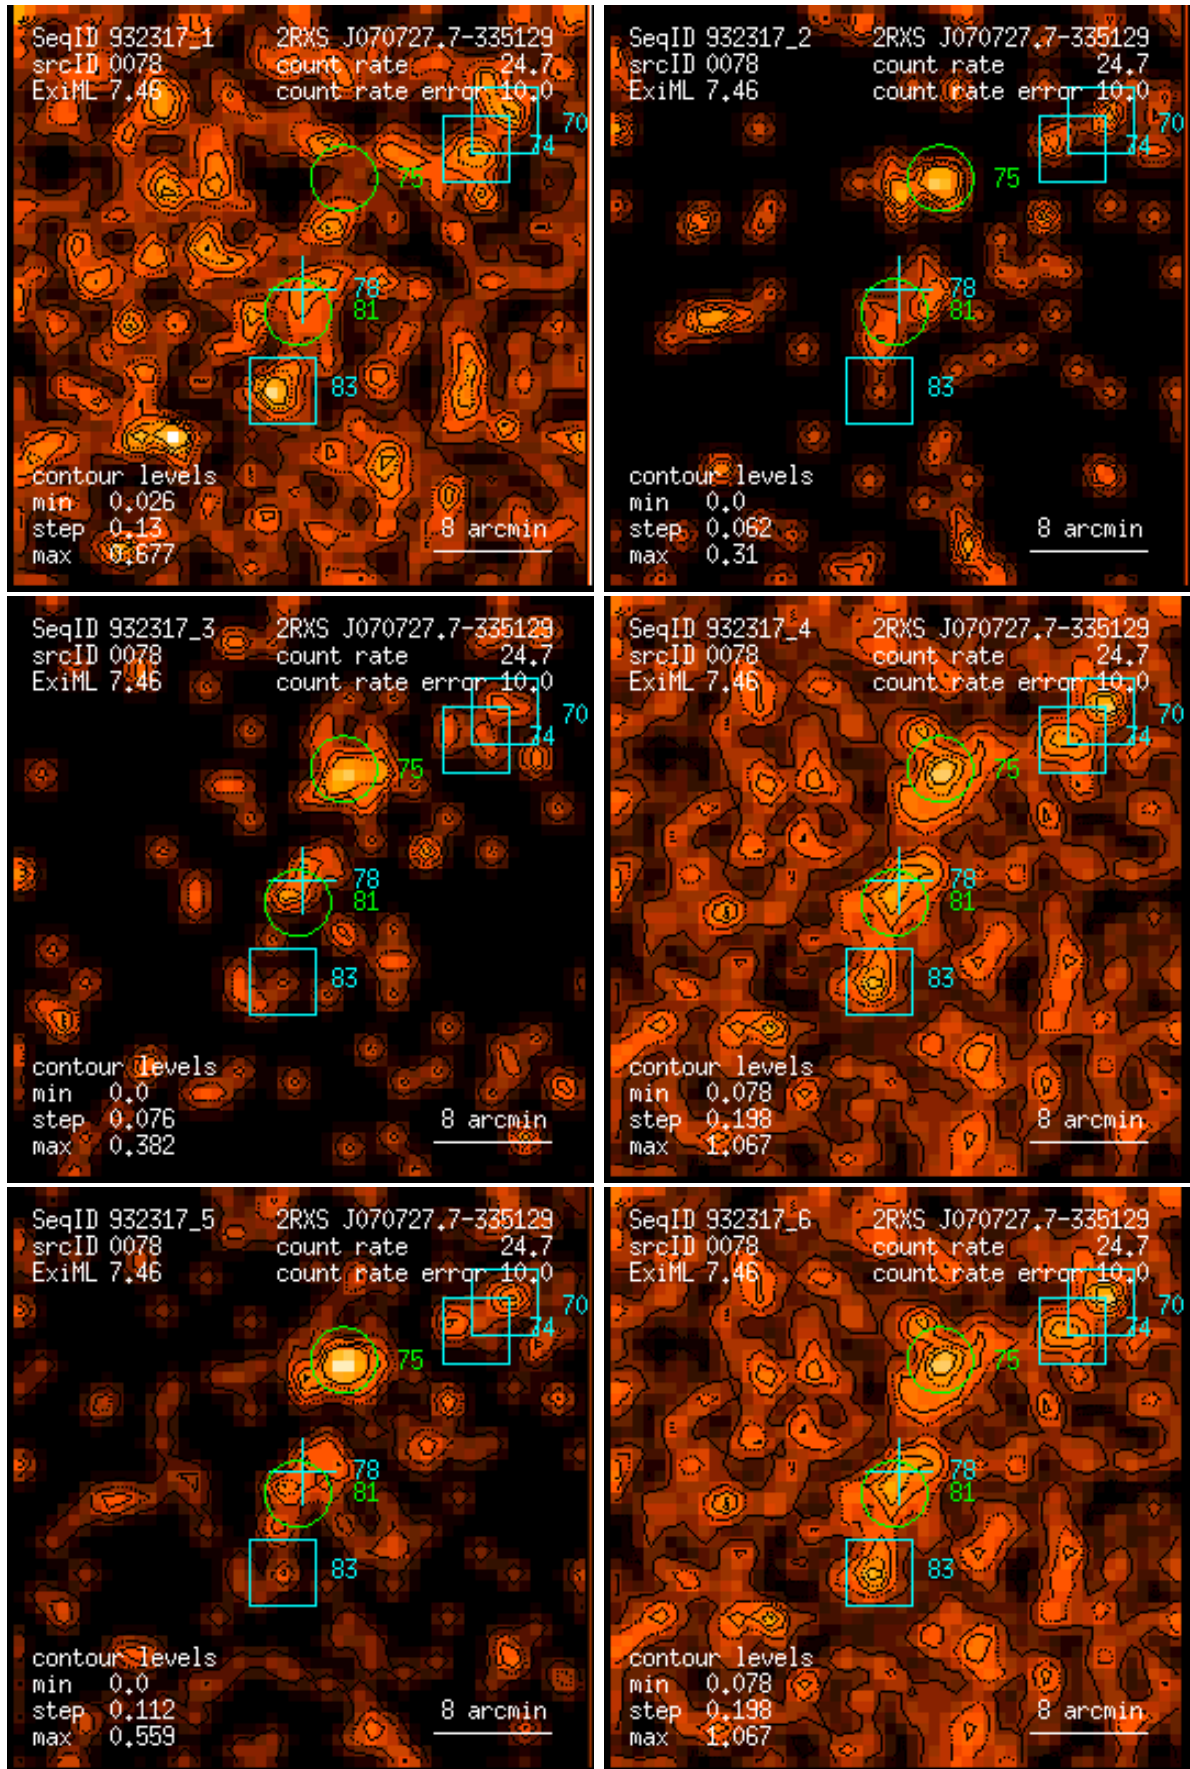 SeqID 932317_1 2RXS J070727.7-335129
srcID 0078 count rate 24.7
ExiML 7.46 count rate error 10.0
70
74
75
78
81
83
contour levels
min 0.026
step 0.13 8 arcmin
max 0.677
SeqID 932317_2 2RXS J070727.7-335129
srcID 0078 count rate 24.7
ExiML 7.46 count rate error 10.0
70
74
75
78
81
83
contour levels
min 0.0
step 0.062 8 arcmin
max 0.31
SeqID 932317_3 2RXS J070727.7-335129
srcID 0078 count rate 24.7
ExiML 7.46 count rate error 10.0
70
74
75
78
81
83
contour levels
min 0.0
step 0.076 8 arcmin
max 0.382
SeqID 932317_4 2RXS J070727.7-335129
srcID 0078 count rate 24.7
ExiML 7.46 count rate error 10.0
70
74
75
78
81
83
contour levels
min 0.078
step 0.198 8 arcmin
max 1.067
SeqID 932317_5 2RXS J070727.7-335129
srcID 0078 count rate 24.7
ExiML 7.46 count rate error 10.0
70
74
75
78
81
83
contour levels
min 0.0
step 0.112 8 arcmin
max 0.559
SeqID 932317_6 2RXS J070727.7-335129
srcID 0078 count rate 24.7
ExiML 7.46 count rate error 10.0
70
74
75
78
81
83
contour levels
min 0.078
step 0.198 8 arcmin
max 1.067